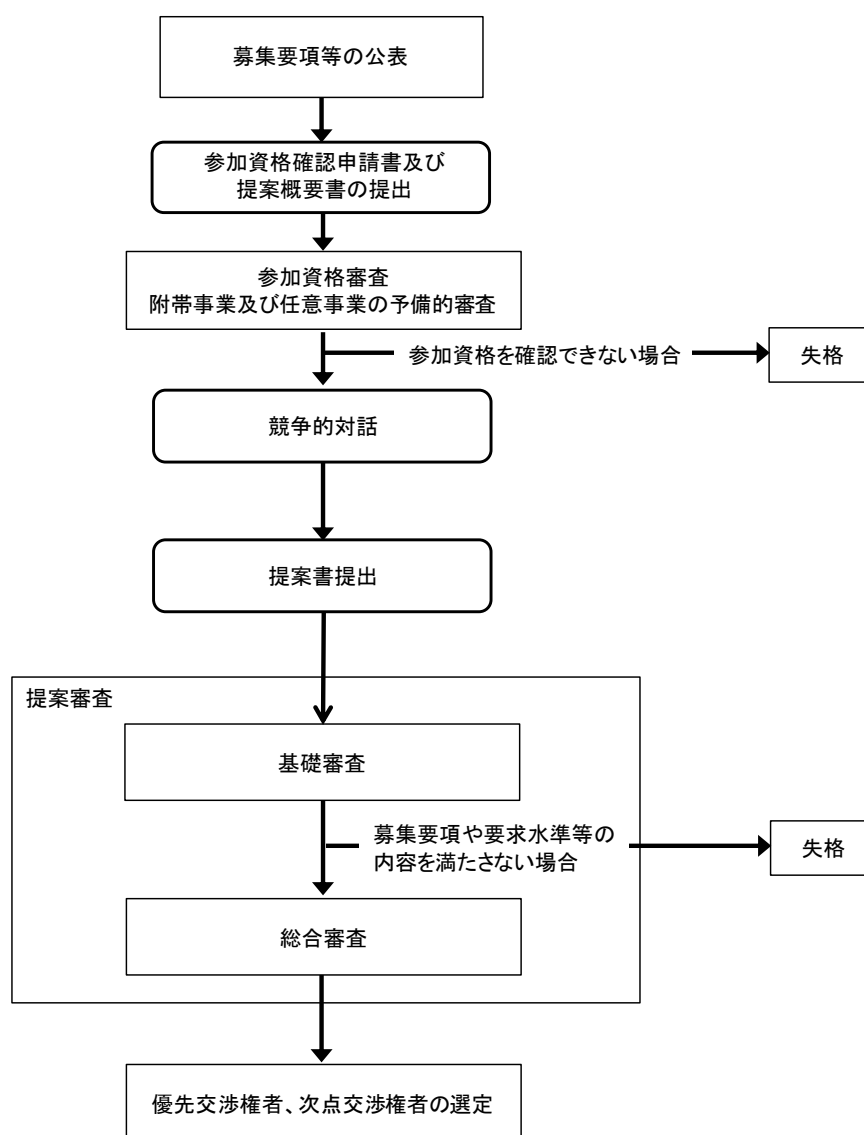 募集要項等の公表
参加資格確認申請書及び
提案概要書の提出
参加資格審査
附帯事業及び任意事業の予備的審査
参加資格を確認できない場合
失格
競争的対話
提案書提出
提案審査
基礎審査
募集要項や要求水準等の
内容を満たさない場合
失格
総合審査
優先交渉権者、次点交渉権者の選定